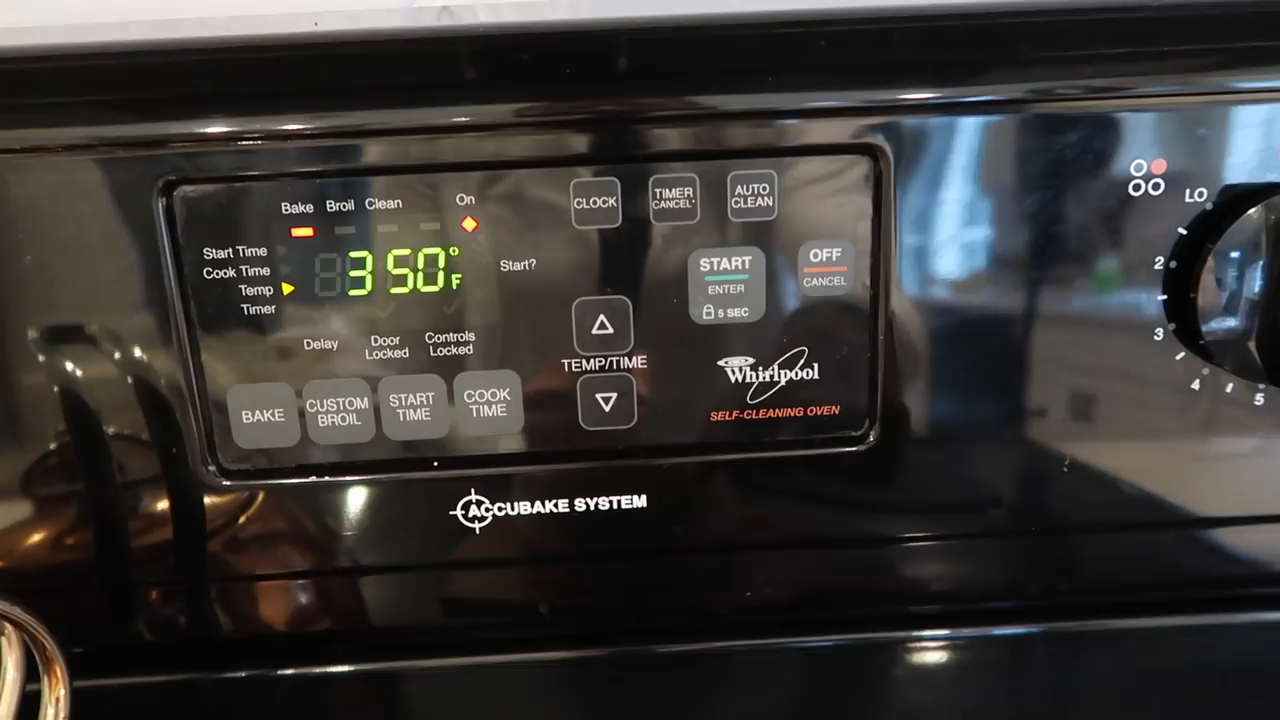 Bake Broil Clean On
Start Time
Cook Time
Temp
Timer
350°F
Start?
Delay
Door
Locked
Controls
Locked
BAKE
CUSTOM
BROIL
START
TIME
COOK
TIME
CLOCK
TIMER
CANCEL*
AUTO
CLEAN
TEMP/TIME
START
ENTER
5 SEC
OFF
CANCEL
Whirlpool
SELF-CLEANING OVEN
ACCUBAKE SYSTEM
LO
2
3
4
5